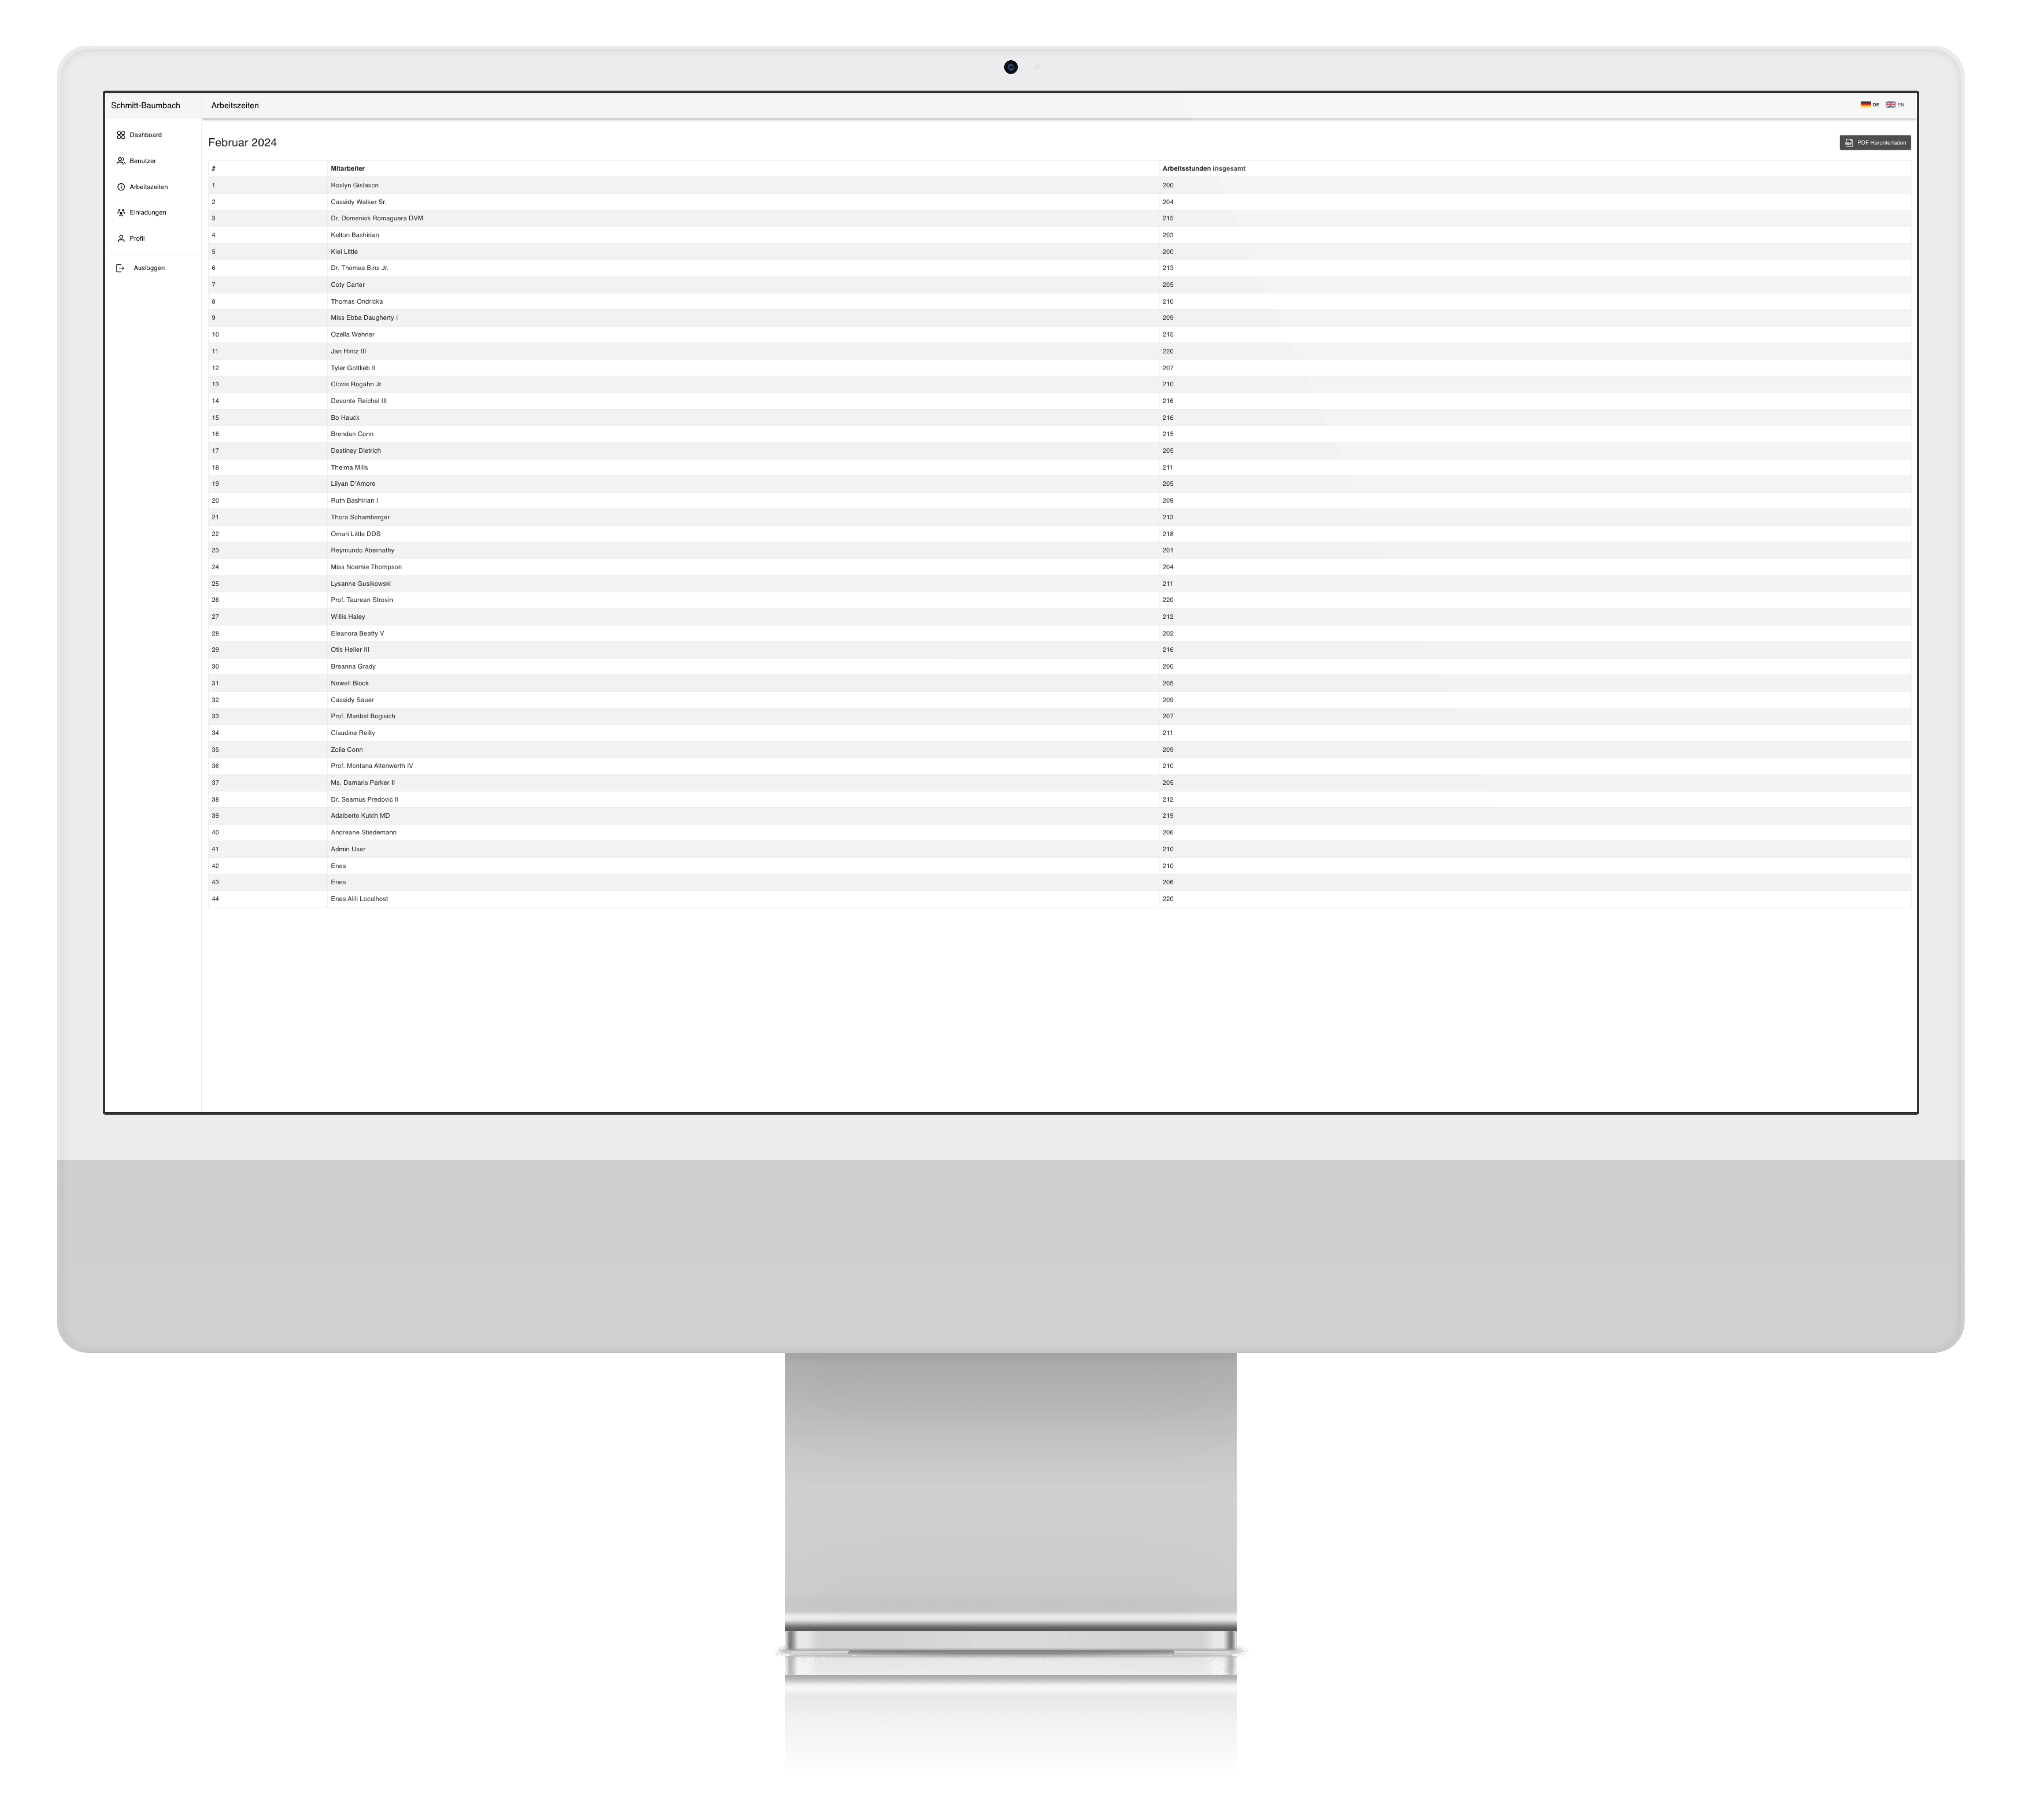 Schmitt-Baumbach
Arbeitszeiten
DE
EN
Dashboard
Benutzer
Arbeitszeiten
Einladungen
Profil
Ausloggen
Februar 2024
PDF Herunterladen
# Mitarbeiter Arbeitsstunden insgesamt
1 Roslyn Gislason 200
2 Cassidy Walker Sr. 204
3 Dr. Domenick Romaguera DVM 215
4 Kelton Bashirian 203
5 Kiel Little 200
6 Dr. Thomas Bins Jr. 213
7 Coty Carter 205
8 Thomas Ondricka 210
9 Miss Ebba Daugherty I 209
10 Ozella Wehner 215
11 Jan Hintz III 220
12 Tyler Gottlieb II 207
13 Clovis Rogahn Jr. 210
14 Devonte Reichel III 216
15 Bo Hauck 216
16 Brendan Conn 215
17 Destiney Dietrich 205
18 Thelma Mills 211
19 Lilyan D'Amore 205
20 Ruth Bashirian I 209
21 Thora Schamberger 213
22 Omari Little DDS 218
23 Reymundo Abernathy 201
24 Miss Noemie Thompson 204
25 Lysanne Gusikowski 211
26 Prof. Taurean Strosin 220
27 Willis Haley 212
28 Eleanora Beatty V 202
29 Otis Heller III 216
30 Breanna Grady 200
31 Newell Block 205
32 Cassidy Sauer 209
33 Prof. Maribel Bogisich 207
34 Claudine Reilly 211
35 Zoila Conn 209
36 Prof. Montana Altenwerth IV 210
37 Ms. Damaris Parker II 205
38 Dr. Seamus Predovic II 212
39 Adalberto Kutch MD 219
40 Andreane Stiedemann 206
41 Admin User 210
42 Enes 210
43 Enes 206
44 Enes Alili Localhost 220